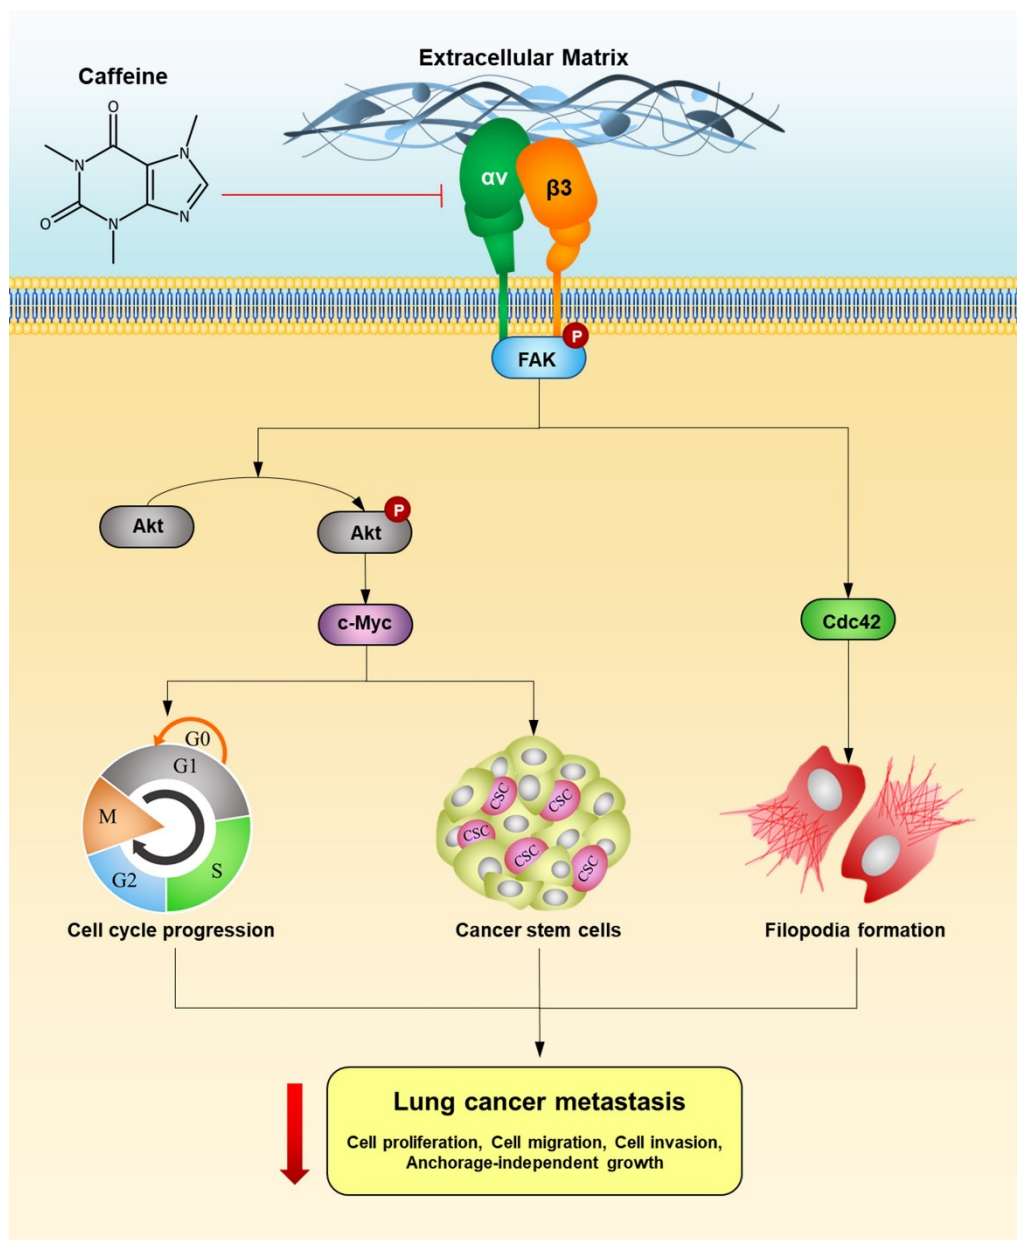 Extracellular Matrix
Caffeine
O
N
N
O
N
N
αv
β3
P
FAK
P
Akt
Akt
c-Myc
Cdc42
G0
G1
M
S
G2
CSC
CSC
CSC
CSC
CSC
Cell cycle progression
Cancer stem cells
Filopodia formation
Lung cancer metastasis
Cell proliferation, Cell migration, Cell invasion,
Anchorage-independent growth